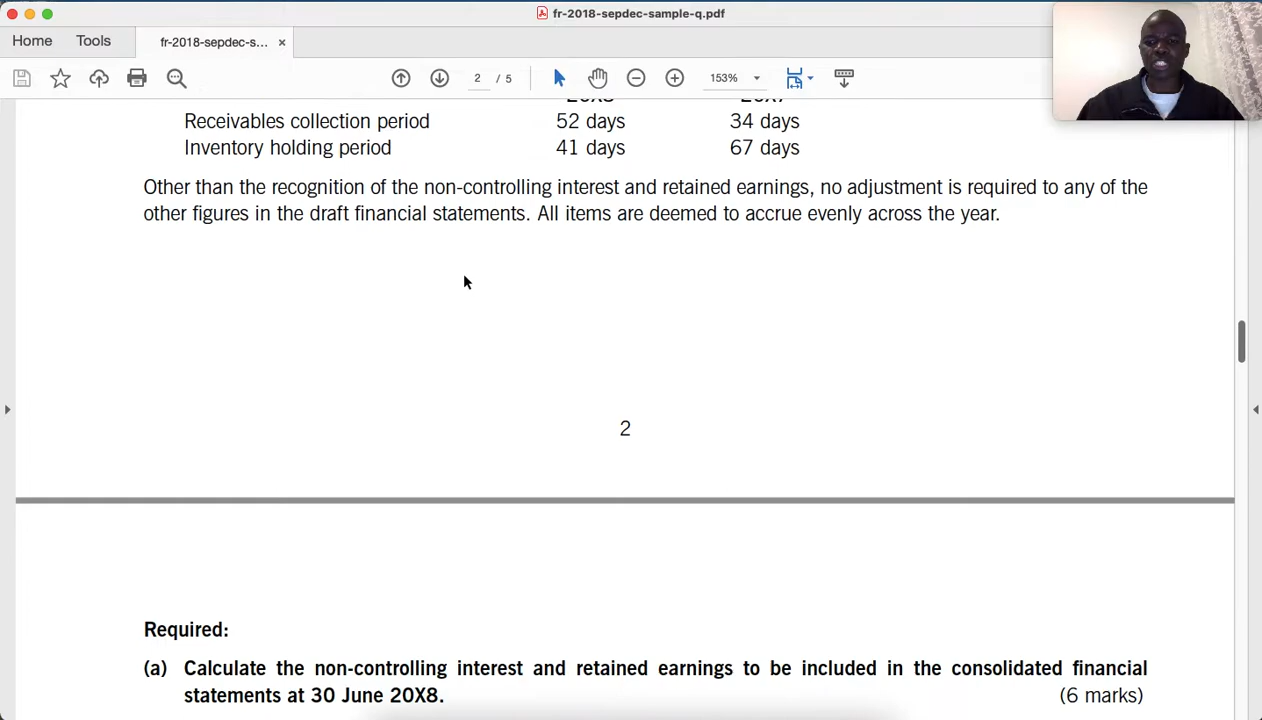 fr-2018-sepdec-sample-q.pdf
Home Tools fr-2018-sepdec-s... ×
2 / 5 153%
Receivables collection period 52 days 34 days
Inventory holding period 41 days 67 days
Other than the recognition of the non-controlling interest and retained earnings, no adjustment is required to any of the
other figures in the draft financial statements. All items are deemed to accrue evenly across the year.
2
Required:
(a) Calculate the non-controlling interest and retained earnings to be included in the consolidated financial
statements at 30 June 20X8. (6 marks)